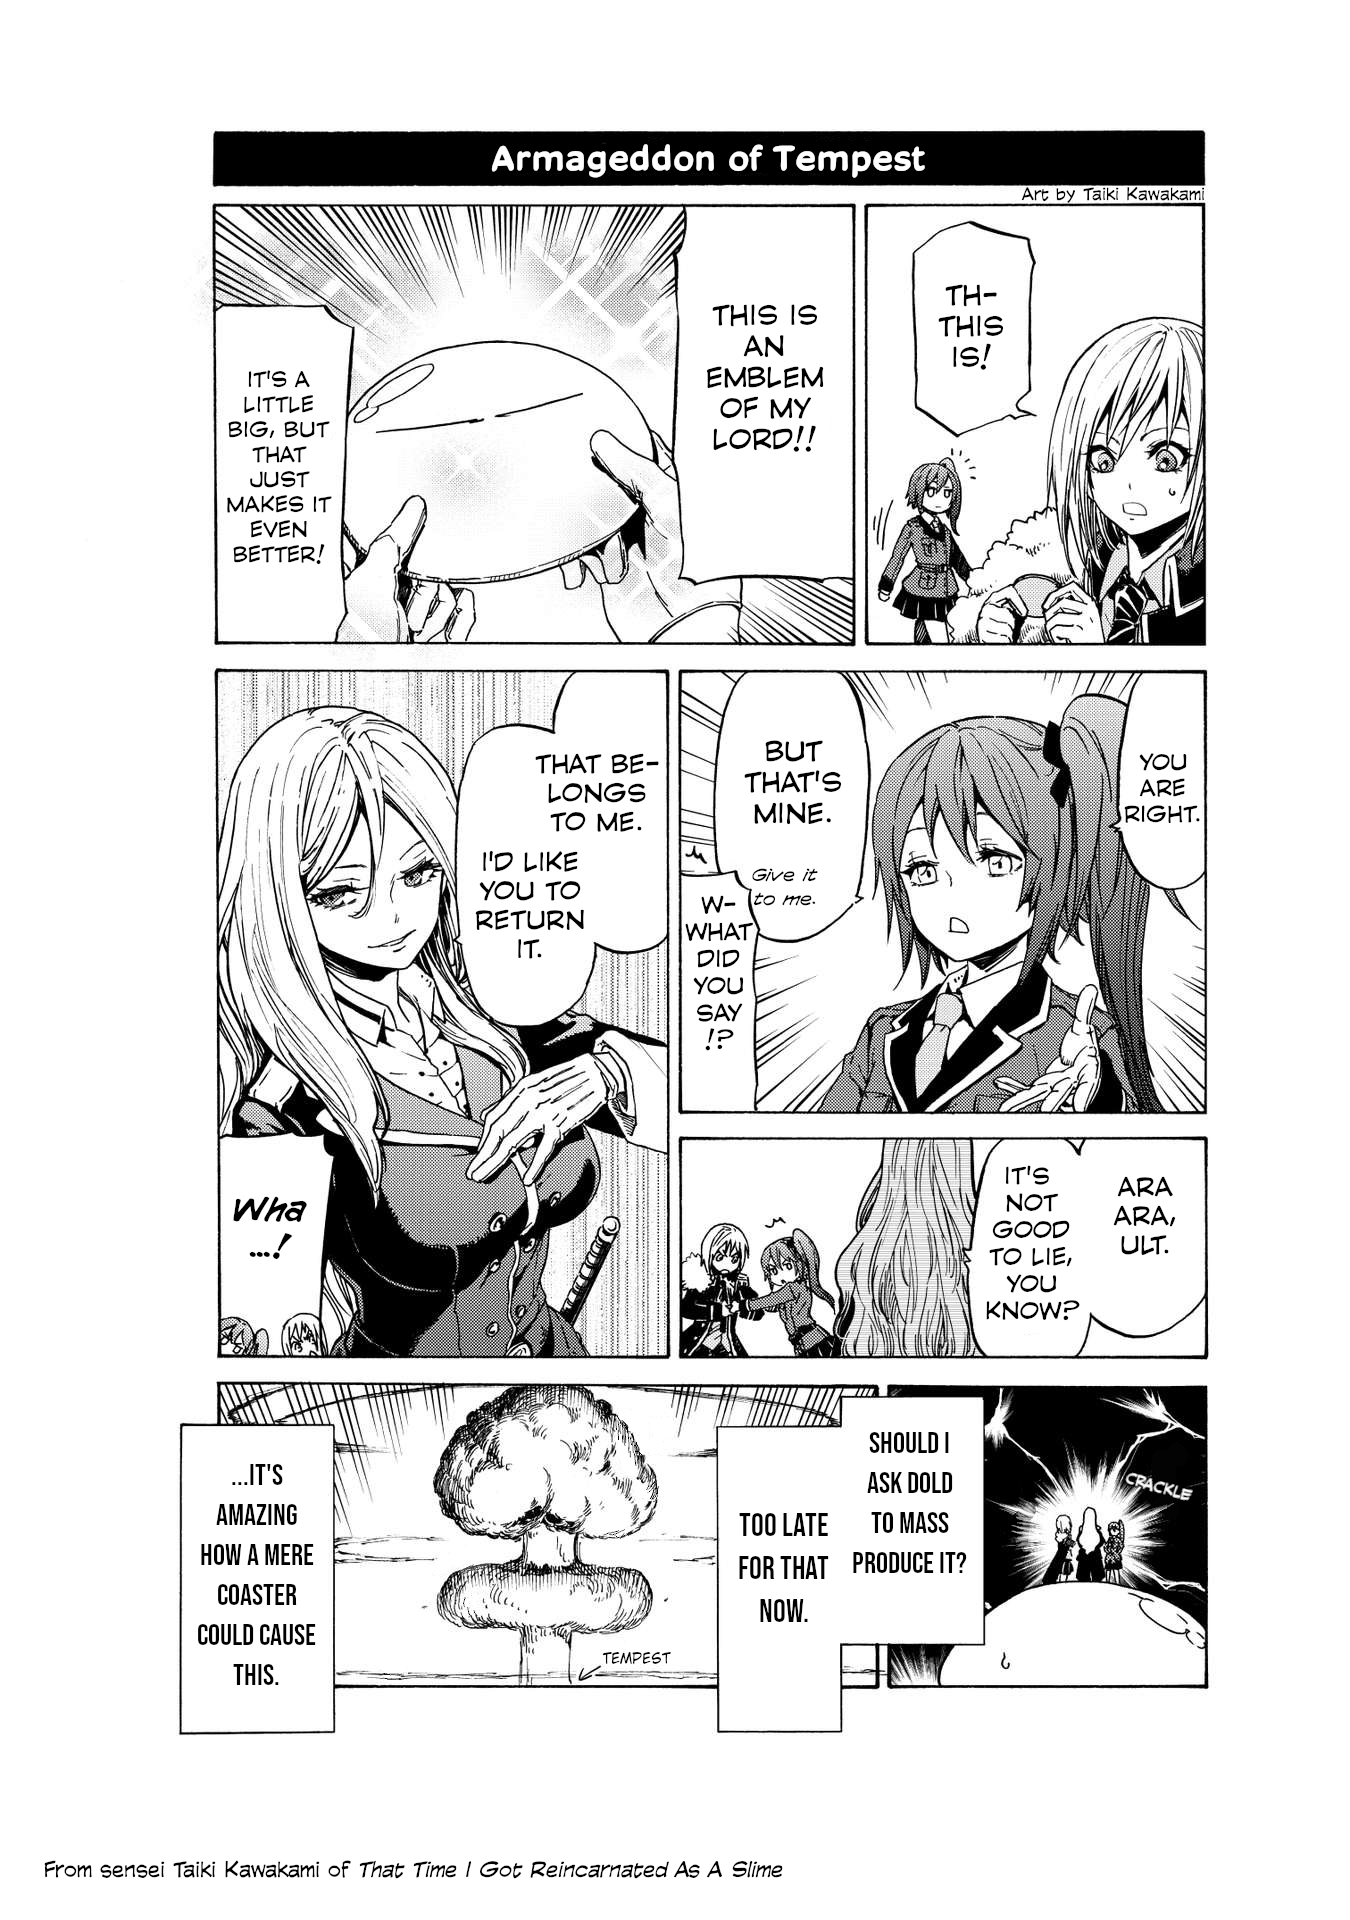 Armageddon of Tempest
Art by Taiki Kawakami
TH-
THIS
IS!
THIS IS
AN
EMBLEM
OF MY
LORD!!
IT'S A
LITTLE
BIG, BUT
THAT
JUST
MAKES IT
EVEN
BETTER!
YOU
ARE
RIGHT.
BUT
THAT'S
MINE.
Give it
to me.
W-
WHAT
DID
YOU
SAY
!?
THAT BE-
LONGS
TO ME.
I'D LIKE
YOU TO
RETURN
IT.
Wha
...!
ARA
ARA,
ULT.
IT'S
NOT
GOOD
TO LIE,
YOU
KNOW?
CRACKLE
SHOULD I
ASK DOLD
TO MASS
PRODUCE IT?
TOO LATE
FOR THAT
NOW.
TEMPEST
...IT'S
AMAZING
HOW A MERE
COASTER
COULD CAUSE
THIS.
From sensei Taiki Kawakami of That Time I Got Reincarnated As A Slime